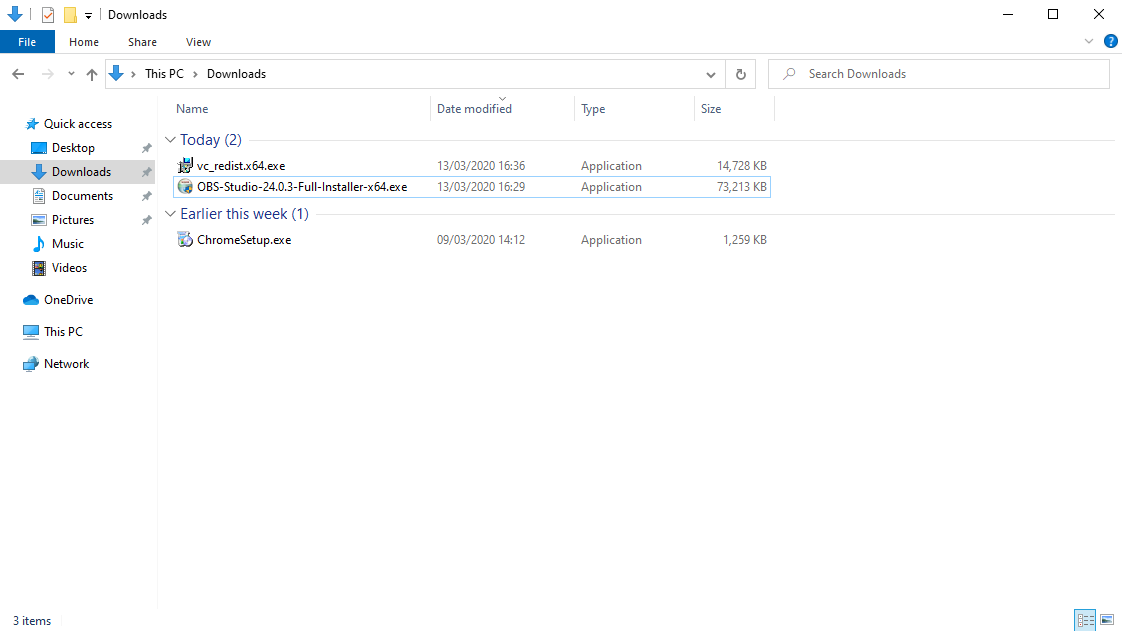 Downloads
File Home Share View
This PC Downloads Search Downloads
Name Date modified Type Size
Quick access
Desktop
Downloads
Documents
Pictures
Music
Videos
OneDrive
This PC
Network
Today (2)
vc_redist.x64.exe 13/03/2020 16:36 Application 14,728 KB
OBS-Studio-24.0.3-Full-Installer-x64.exe 13/03/2020 16:29 Application 73,213 KB
Earlier this week (1)
ChromeSetup.exe 09/03/2020 14:12 Application 1,259 KB
3 items